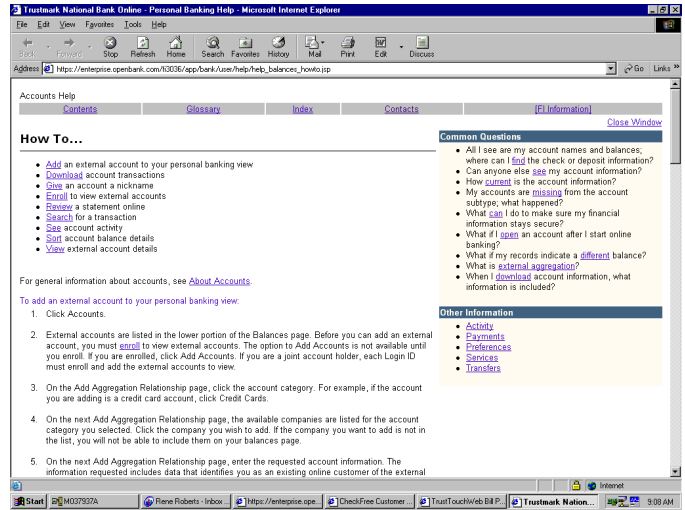 Trustmark National Bank Online - Personal Banking Help - Microsoft Internet Explorer
File Edit View Favorites Tools Help
Back Forward Stop Refresh Home Search Favorites History Mail Print Edit Discuss
Address https://enterprise.openbank.com/fi3036/app/bank/user/help/help_balances_howto.jsp Go Links »
Accounts Help
Contents Glossary Index Contacts [FI Information]
Close Window
How To...
Add an external account to your personal banking view
Download account transactions
Give an account a nickname
Enroll to view external accounts
Review a statement online
Search for a transaction
See account activity
Sort account balance details
View external account details
For general information about accounts, see About Accounts.
To add an external account to your personal banking view:
1. Click Accounts.
2. External accounts are listed in the lower portion of the Balances page. Before you can add an external
account, you must enroll to view external accounts. The option to Add Accounts is not available until
you enroll. If you are enrolled, click Add Accounts. If you are a joint account holder, each Login ID
must enroll and add the external accounts to view.
3. On the Add Aggregation Relationship page, click the account category. For example, if the account
you are adding is a credit card account, click Credit Cards.
4. On the next Add Aggregation Relationship page, the available companies are listed for the account
category you selected. Click the company you wish to add. If the company you want to add is not in
the list, you will not be able to include them on your balances page.
5. On the next Add Aggregation Relationship page, enter the requested account information. The
information requested includes data that identifies you as an existing online customer of the external
Common Questions
All I see are my account names and balances;
where can I find the check or deposit information?
Can anyone else see my account information?
How current is the account information?
My accounts are missing from the account
subtype; what happened?
What can I do to make sure my financial
information stays secure?
What if I open an account after I start online
banking?
What if my records indicate a different balance?
What is external aggregation?
When I download account information, what
information is included?
Other Information
Activity
Payments
Preferences
Services
Transfers
Internet
Start M037937A Rene Roberts - Inbox ... https://enterprise.ope... CheckFree Customer ... TrustTouchWeb Bill P... Trustmark Nation... 9:08 AM